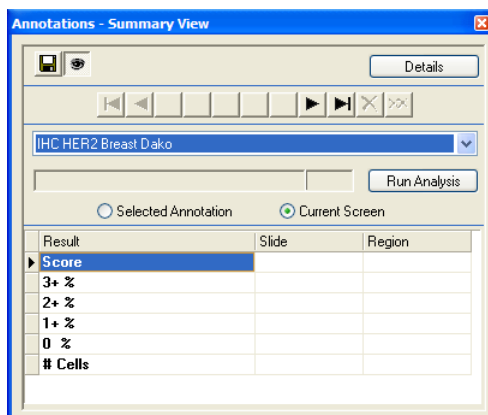 Annotations - Summary View
Details
IHC HER2 Breast Dako
Run Analysis
Selected Annotation Current Screen
Result Slide Region
Score
3+ %
2+ %
1+ %
0 %
# Cells